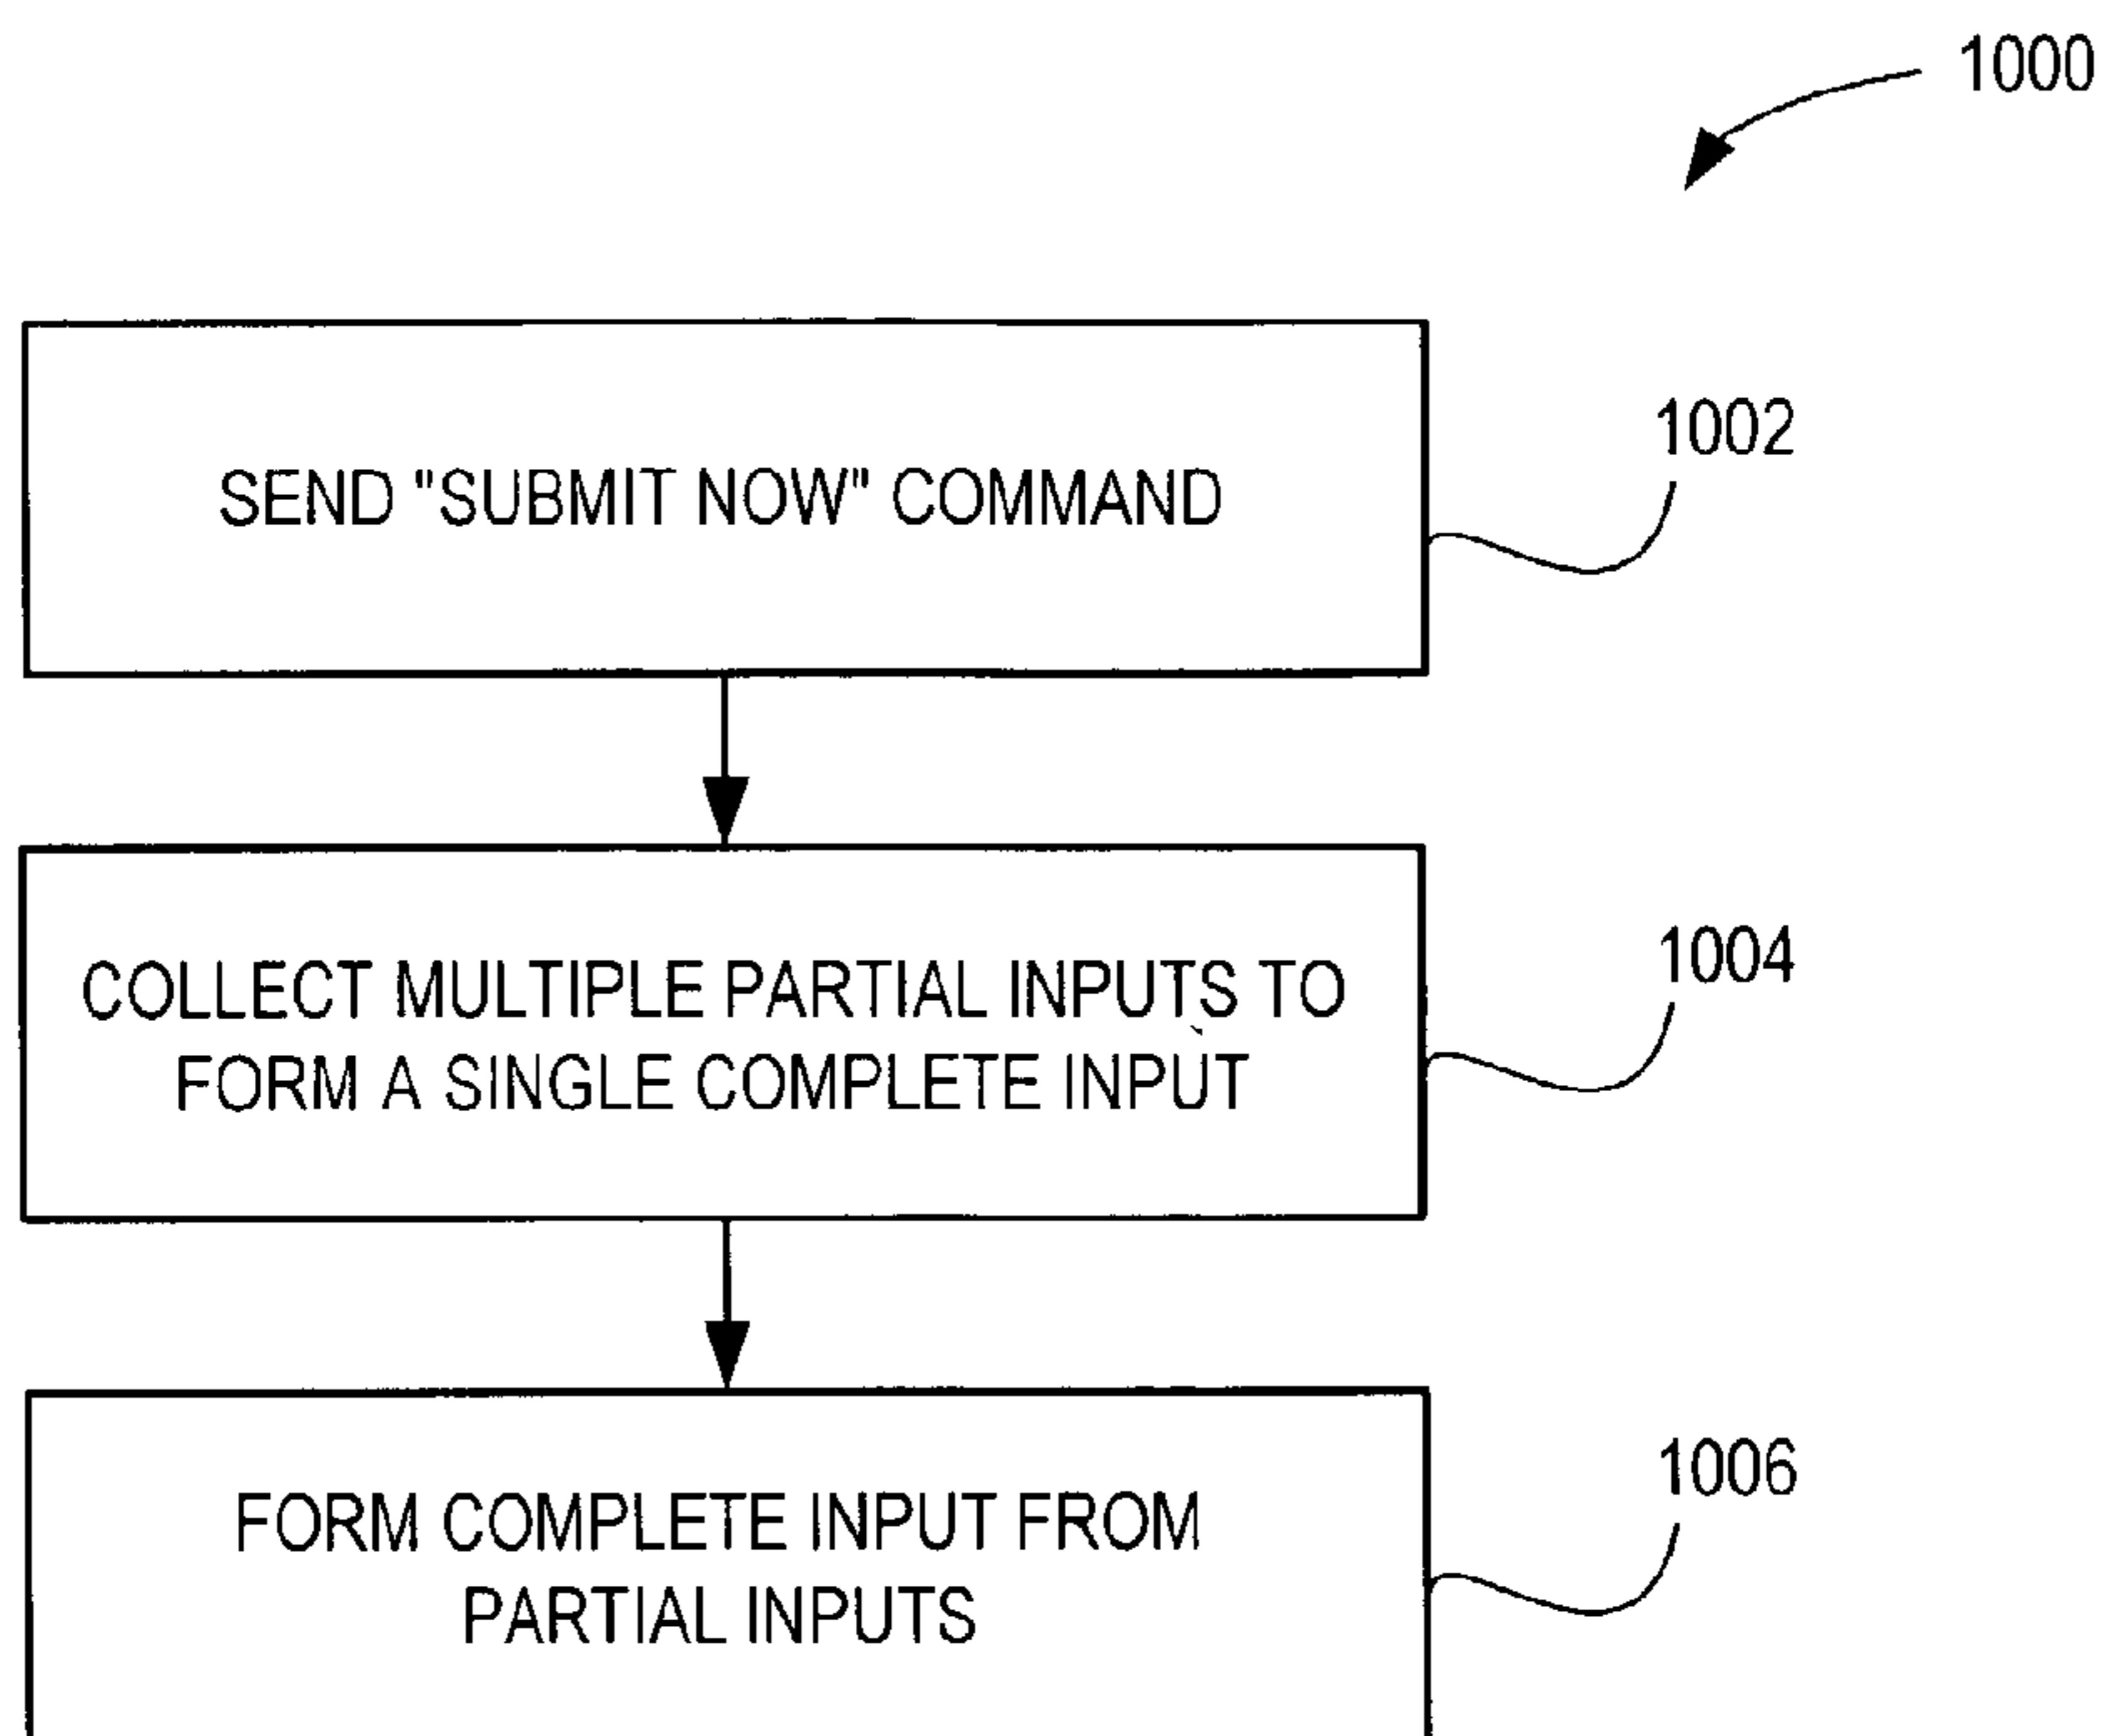 1000
SEND "SUBMIT NOW" COMMAND
1002
COLLECT MULTIPLE PARTIAL INPUTS TO
FORM A SINGLE COMPLETE INPUT
1004
FORM COMPLETE INPUT FROM
PARTIAL INPUTS
1006